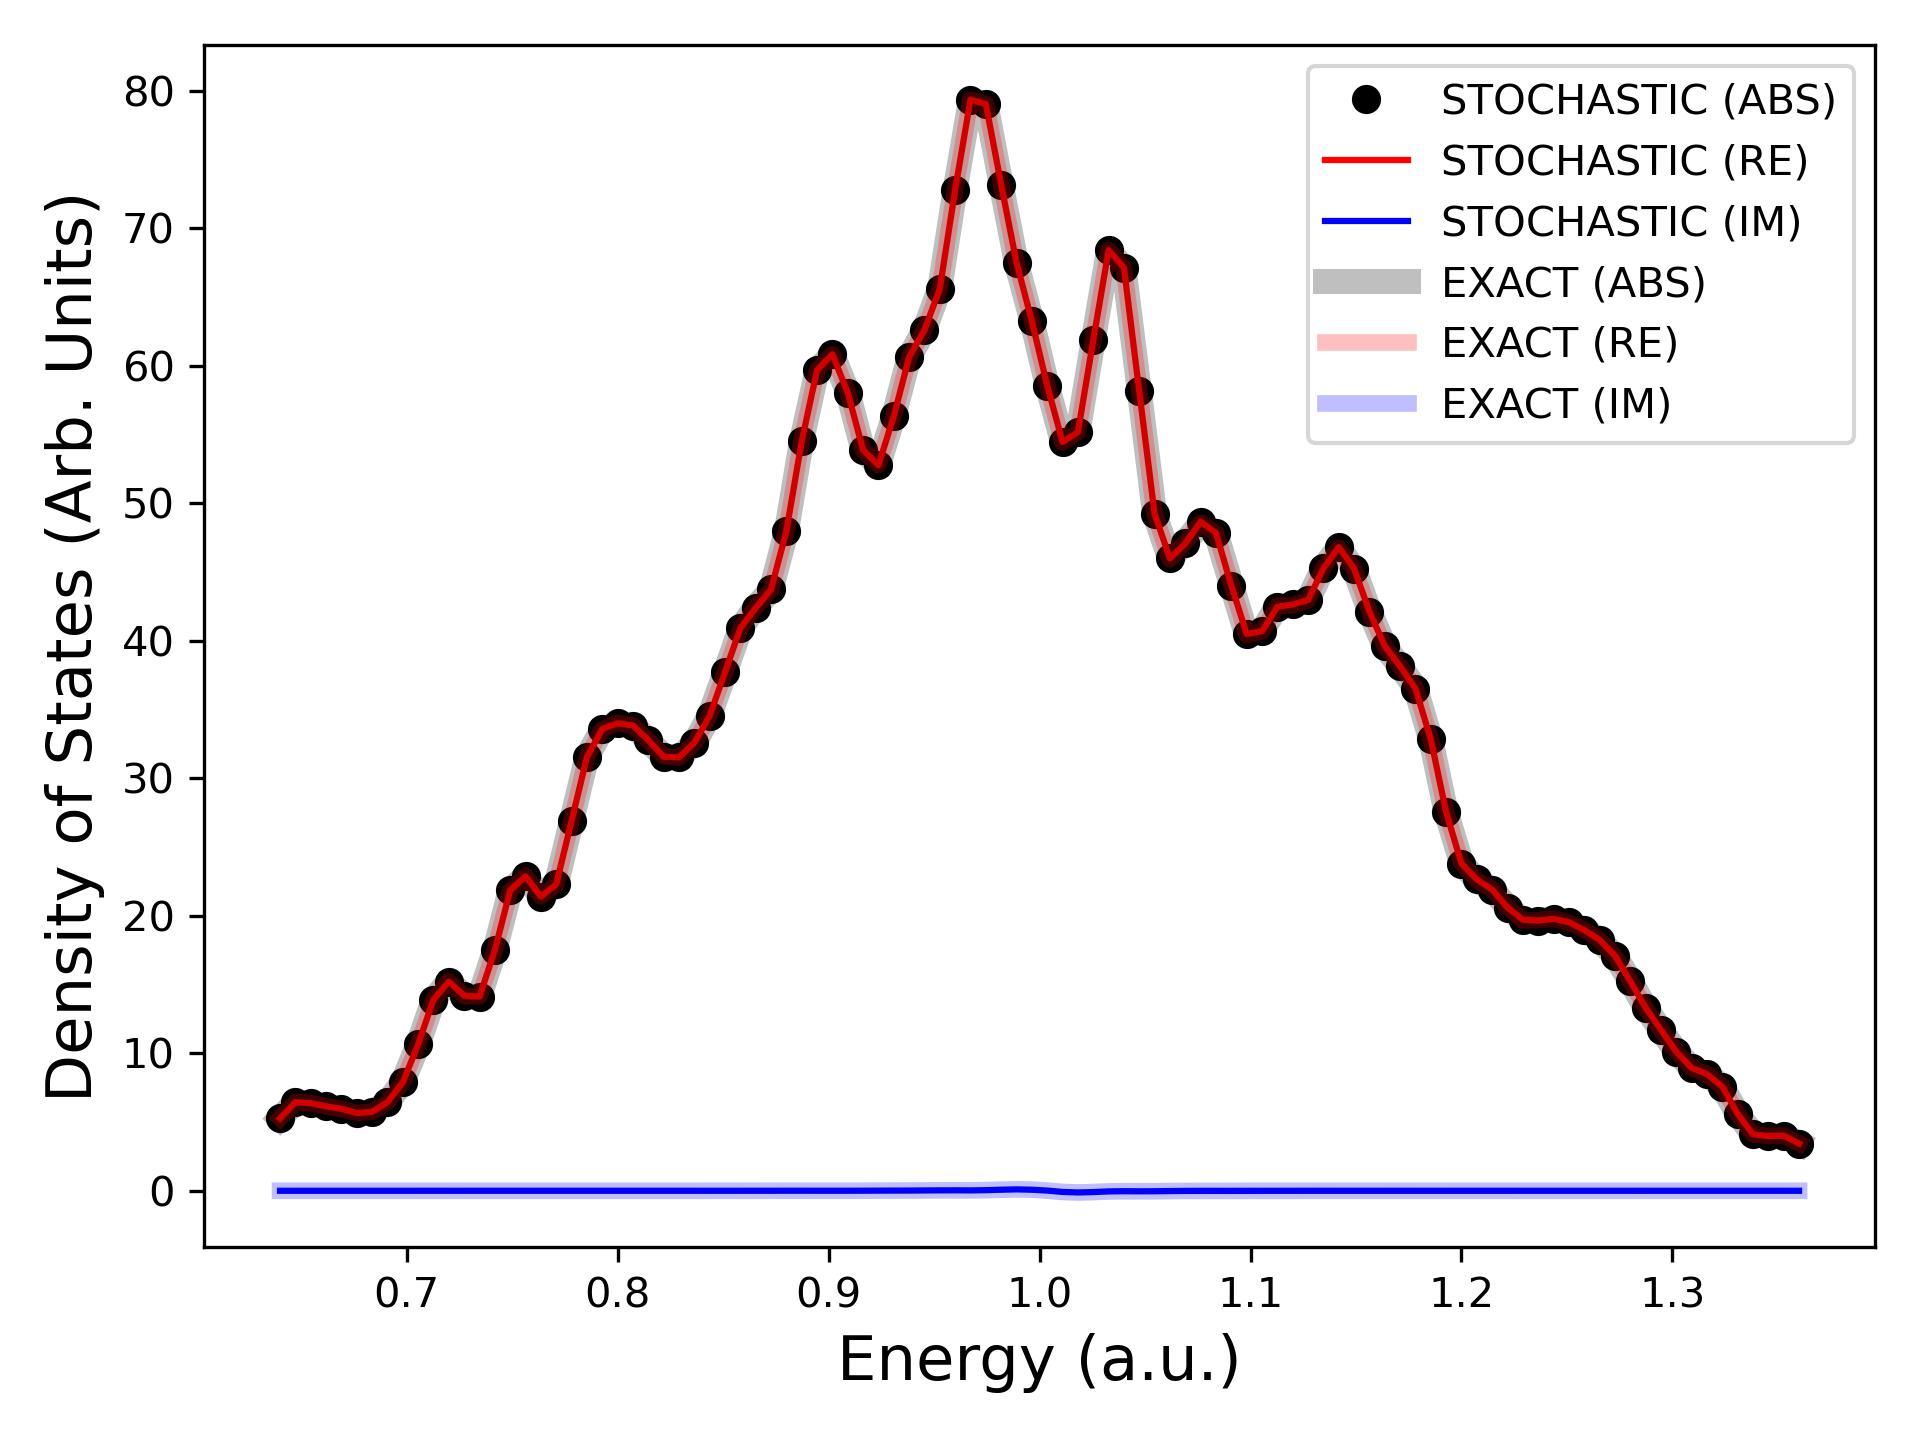 Density of States (Arb. Units)
80
70
60
50
40
30
20
10
0
STOCHASTIC (ABS)
STOCHASTIC (RE)
STOCHASTIC (IM)
EXACT (ABS)
EXACT (RE)
EXACT (IM)
0.7 0.8 0.9 1.0 1.1 1.2 1.3
Energy (a.u.)